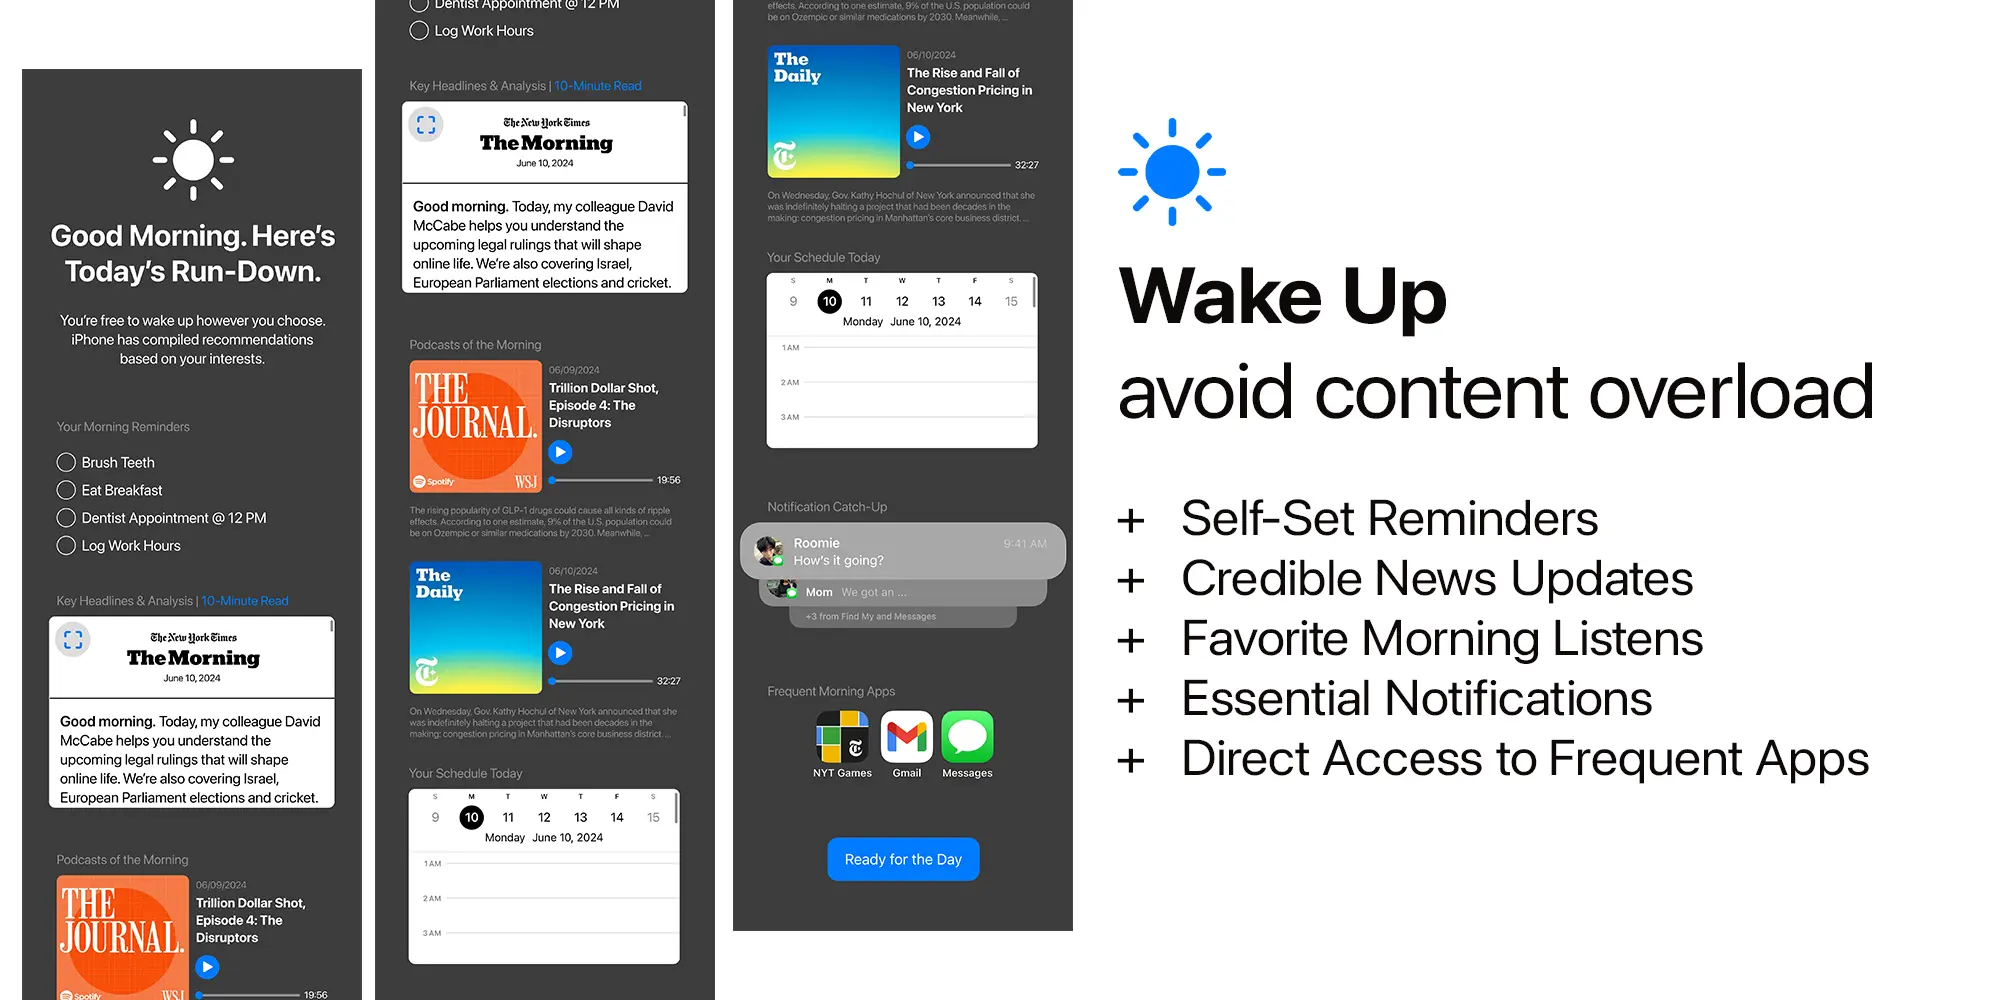 Good Morning. Here's
Today's Run-Down.
You're free to wake up however you choose.
iPhone has compiled recommendations
based on your interests.
Your Morning Reminders
Brush Teeth
Eat Breakfast
Dentist Appointment @ 12 PM
Log Work Hours
Key Headlines & Analysis | 10-Minute Read
The New York Times
The Morning
June 10, 2024
Good morning. Today, my colleague David
McCabe helps you understand the
upcoming legal rulings that will shape
online life. We're also covering Israel,
European Parliament elections and cricket.
Podcasts of the Morning
THE
JOURNAL.
Spotify
WSJ
06/09/2024
Trillion Dollar Shot,
Episode 4: The
Disruptors
19:56
Dentist Appointment @ 12 PM
Log Work Hours
Key Headlines & Analysis | 10-Minute Read
The New York Times
The Morning
June 10, 2024
Good morning. Today, my colleague David
McCabe helps you understand the
upcoming legal rulings that will shape
online life. We're also covering Israel,
European Parliament elections and cricket.
Podcasts of the Morning
THE
JOURNAL.
Spotify
WSJ
06/09/2024
Trillion Dollar Shot,
Episode 4: The
Disruptors
19:56
The rising popularity of GLP-1 drugs could cause all kinds of ripple
effects. According to one estimate, 9% of the U.S. population could
be on Ozempic or similar medications by 2030. Meanwhile, ...
The
Daily
T
06/10/2024
The Rise and Fall of
Congestion Pricing in
New York
32:27
On Wednesday, Gov. Kathy Hochul of New York announced that she
was indefinitely halting a project that had been decades in the
making: congestion pricing in Manhattan's core business district. ...
Your Schedule Today
S M T W T F S
9 10 11 12 13 14 15
Monday June 10, 2024
1 AM
2 AM
3 AM
effects. According to one estimate, 9% of the U.S. population could
be on Ozempic or similar medications by 2030. Meanwhile, ...
The
Daily
T
06/10/2024
The Rise and Fall of
Congestion Pricing in
New York
32:27
On Wednesday, Gov. Kathy Hochul of New York announced that she
was indefinitely halting a project that had been decades in the
making: congestion pricing in Manhattan's core business district. ...
Your Schedule Today
S M T W T F S
9 10 11 12 13 14 15
Monday June 10, 2024
1 AM
2 AM
3 AM
Notification Catch-Up
Roomie 9:41 AM
How's it going?
Mom We got an ...
+3 from Find My and Messages
Frequent Morning Apps
T
NYT Games Gmail Messages
Ready for the Day
Wake Up
avoid content overload
+ Self-Set Reminders
+ Credible News Updates
+ Favorite Morning Listens
+ Essential Notifications
+ Direct Access to Frequent Apps